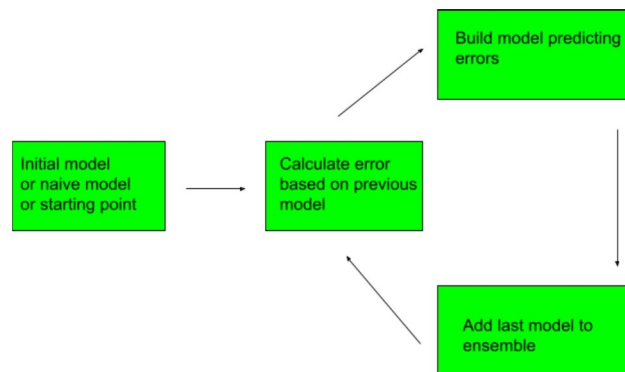 Initial model
or naive model
or starting point
Calculate error
based on previous
model
Build model predicting
errors
Add last model to
ensemble